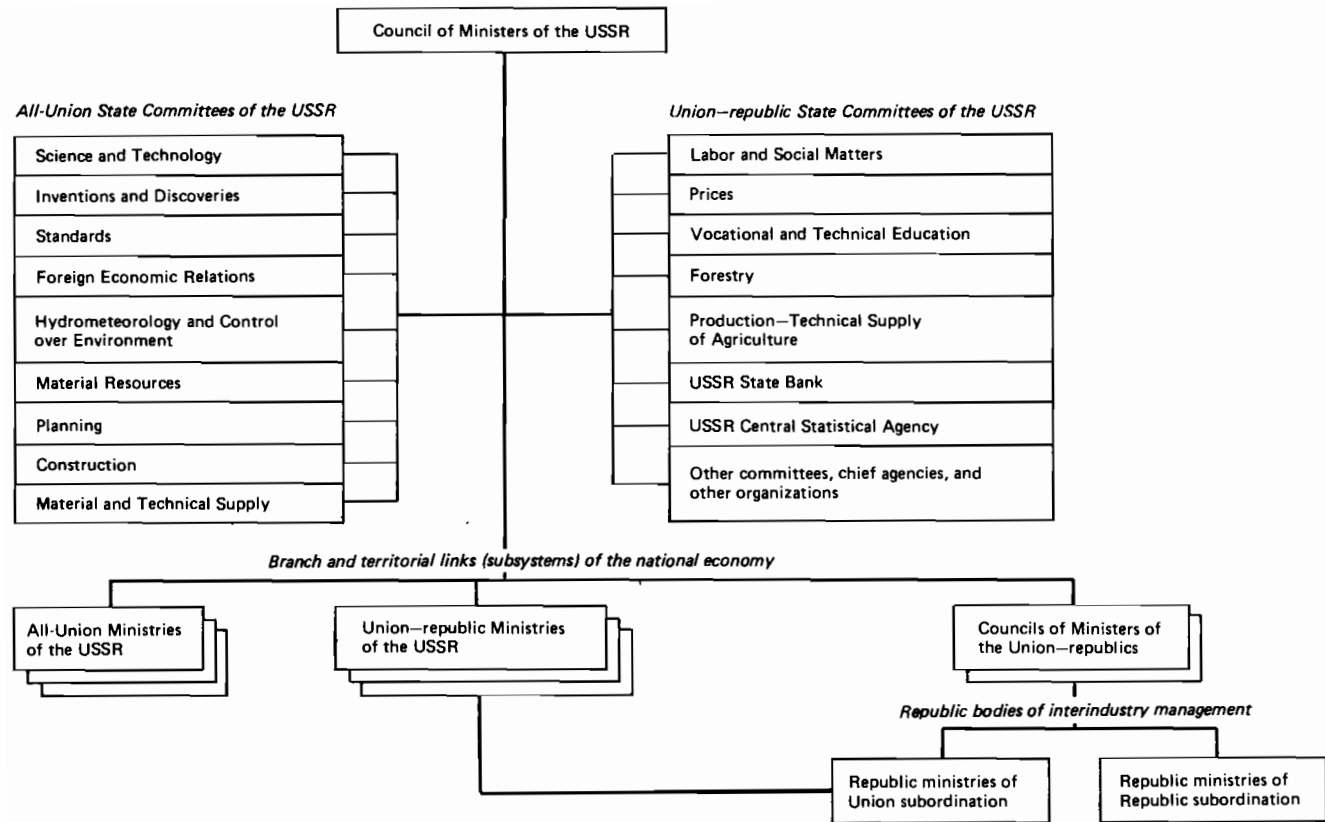 Council of Ministers of the USSR
All-Union State Committees of the USSR
Science and Technology
Inventions and Discoveries
Standards
Foreign Economic Relations
Hydrometeorology and Control
over Environment
Material Resources
Planning
Construction
Material and Technical Supply
Union—republic State Committees of the USSR
Labor and Social Matters
Prices
Vocational and Technical Education
Forestry
Production—Technical Supply
of Agriculture
USSR State Bank
USSR Central Statistical Agency
Other committees, chief agencies, and
other organizations
Branch and territorial links (subsystems) of the national economy
All-Union Ministries
of the USSR
Union—republic Ministries
of the USSR
Councils of Ministers of
the Union—republics
Republic bodies of interindustry management
Republic ministries of
Union subordination
Republic ministries of
Republic subordination